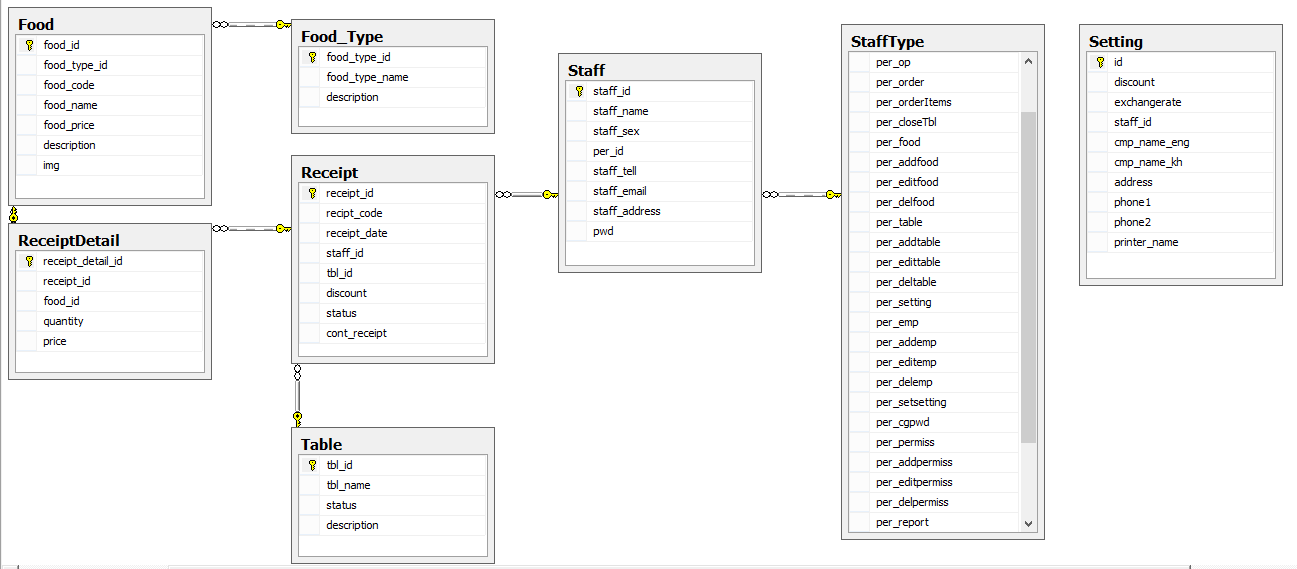 Food
food_id
food_type_id
food_code
food_name
food_price
description
img
Food_Type
food_type_id
food_type_name
description
ReceiptDetail
receipt_detail_id
receipt_id
food_id
quantity
price
Receipt
receipt_id
recipt_code
receipt_date
staff_id
tbl_id
discount
status
cont_receipt
Table
tbl_id
tbl_name
status
description
Staff
staff_id
staff_name
staff_sex
per_id
staff_tell
staff_email
staff_address
pwd
StaffType
per_op
per_order
per_orderItems
per_closeTbl
per_food
per_addfood
per_editfood
per_delfood
per_table
per_addtable
per_edittable
per_deltable
per_setting
per_emp
per_addemp
per_editemp
per_delemp
per_setsetting
per_cgpwd
per_permiss
per_addpermiss
per_editpermiss
per_delpermiss
per_report
Setting
id
discount
exchangerate
staff_id
cmp_name_eng
cmp_name_kh
address
phone1
phone2
printer_name